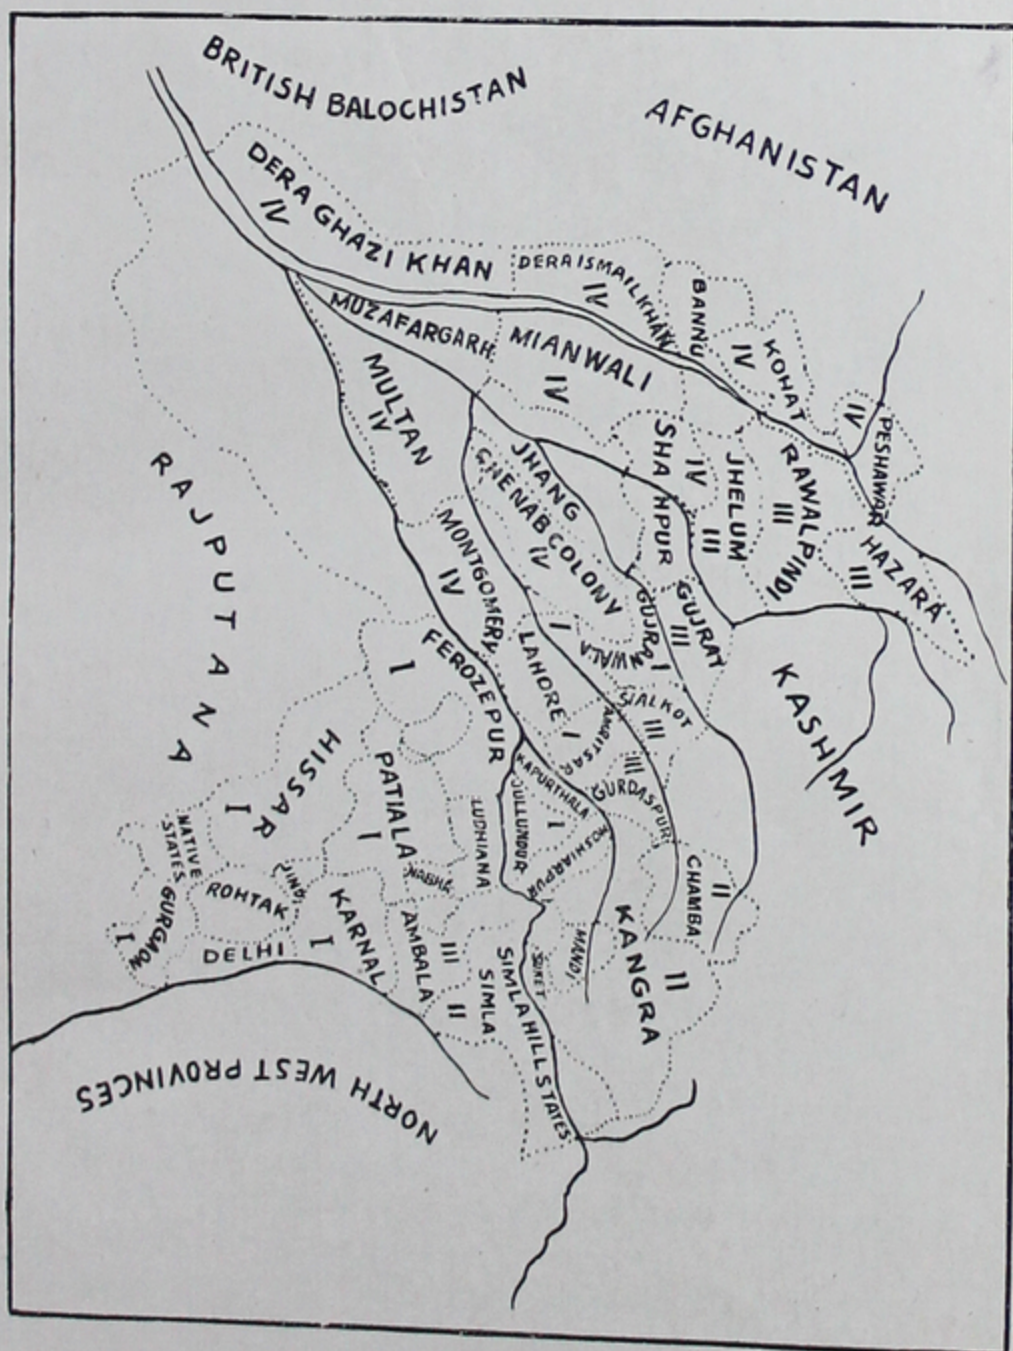 BRITISH BALOCHISTAN
AFGHANISTAN
DERA GHAZI KHAN
IV
DERA ISMAIL KHAN
IV
BANNU
IV
KOHAT
MUZAFARGARH
MIANWALI
IV
MULTAN
IV
IV
PESHAWAR
SHAHPUR
IV
JHELUM
III
RAWALPINDI
III
HAZARA
III
JHANG
CHENAB COLONY
IV
MONTGOMERY
IV
RAJPUTANA
GUJRANWALA
I
GUJRAT
III
I
FEROZEPUR
I
LAHORE
I
SIALKOT
III
KASHMIR
AMRITSAR
III
GURDASPUR
HISSAR
I
PATIALA
I
KAPURTHALA
JULLUNDUR
I
LUDHIANA
HOSHIARPUR
CHAMBA
II
NATIVE
STATES
JIND
NABHA
ROHTAK
GURGAON
I
KARNAL
I
DELHI
AMBALA
III
SIMLA
II
SIMLA HILL STATES
SUKET
MANDI
KANGRA
II
NORTH WEST PROVINCES